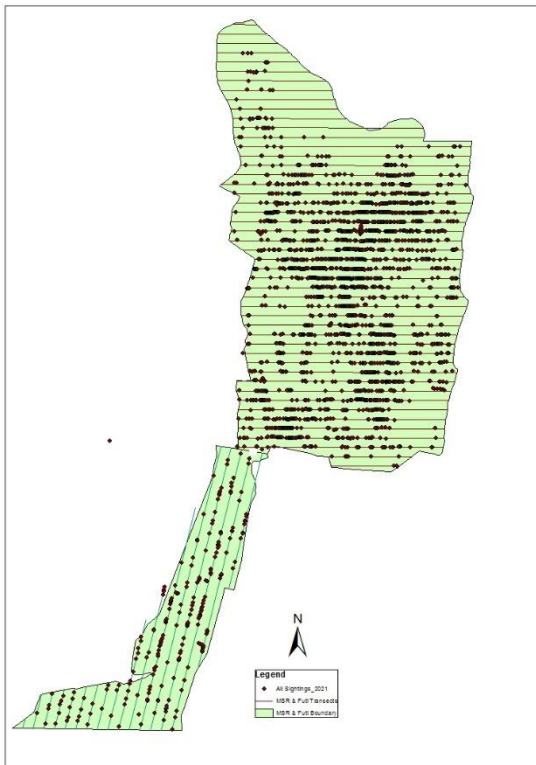 N
Legend
All Sightings_2021
MSR & Futi Transects
MSR & Futi Boundary